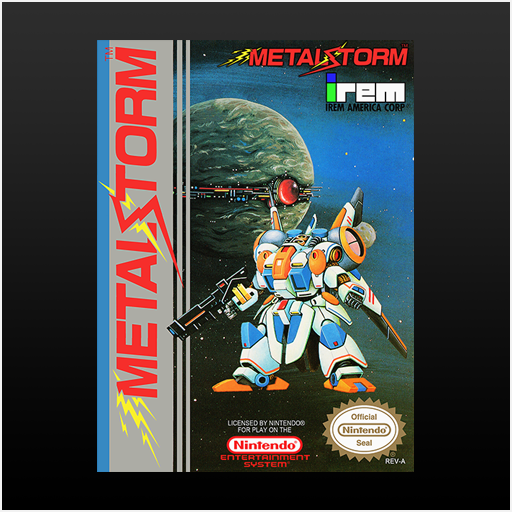 METAL STORM
TM
METAL STORM
TM
irem
IREM AMERICA CORP®
LICENSED BY NINTENDO®
FOR PLAY ON THE
Nintendo®
ENTERTAINMENT
SYSTEM®
Official
Nintendo
Seal
®
REV-A